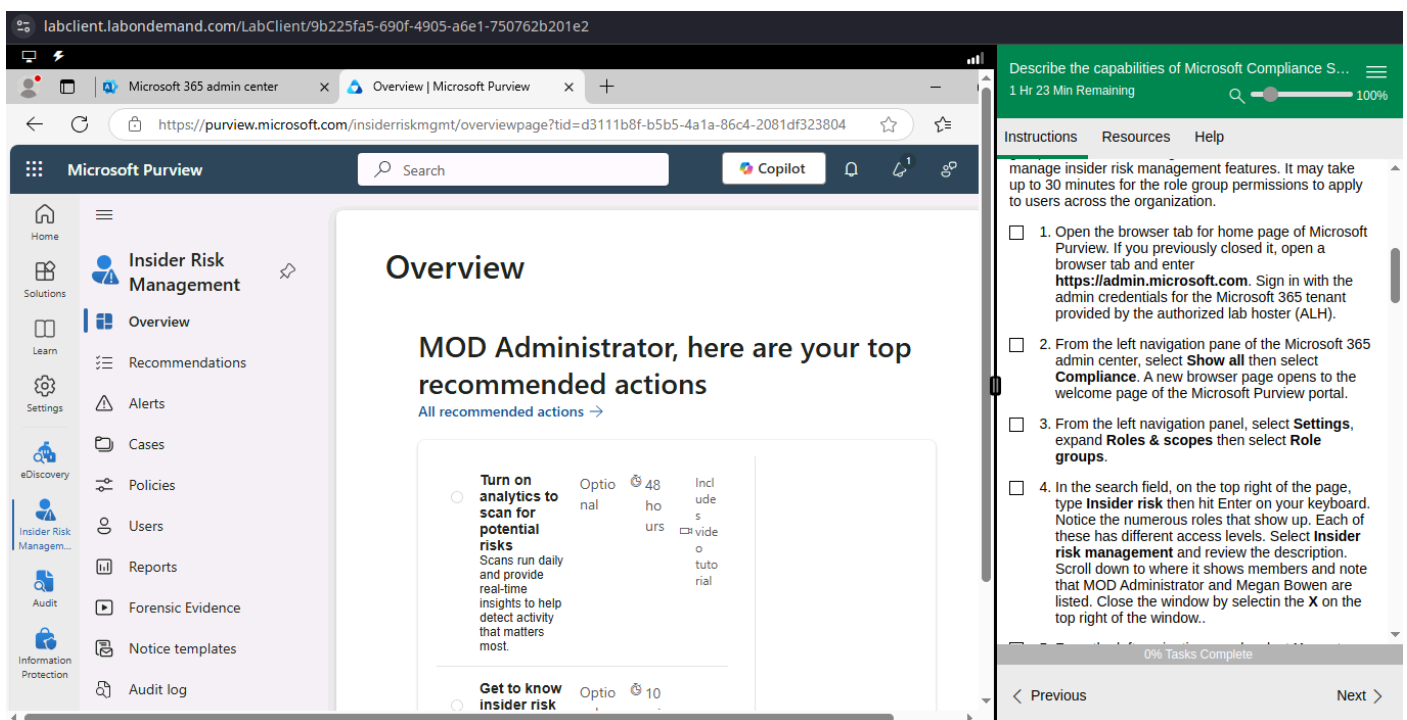 labclient.labondemand.com/LabClient/9b225fa5-690f-4905-a6e1-750762b201e2
Microsoft 365 admin center
Overview | Microsoft Purview
https://purview.microsoft.com/insiderriskmgmt/overviewpage?tid=d3111b8f-b5b5-4a1a-86c4-2081df323804
Microsoft Purview
Search
Copilot
1
Home
Solutions
Learn
Settings
eDiscovery
Insider Risk
Managem...
Audit
Information
Protection
Insider Risk
Management
Overview
Recommendations
Alerts
Cases
Policies
Users
Reports
Forensic Evidence
Notice templates
Audit log
Overview
MOD Administrator, here are your top
recommended actions
All recommended actions →
Turn on
analytics to
scan for
potential
risks
Scans run daily
and provide
real-time
insights to help
detect activity
that matters
most.
Optio
nal
48
ho
urs
Incl
ude
s
vide
o
tuto
rial
Get to know
insider risk
Optio
10
Describe the capabilities of Microsoft Compliance S...
1 Hr 23 Min Remaining
100%
Instructions
Resources
Help
manage insider risk management features. It may take
up to 30 minutes for the role group permissions to apply
to users across the organization.
1. Open the browser tab for home page of Microsoft
Purview. If you previously closed it, open a
browser tab and enter
https://admin.microsoft.com. Sign in with the
admin credentials for the Microsoft 365 tenant
provided by the authorized lab hoster (ALH).
2. From the left navigation pane of the Microsoft 365
admin center, select Show all then select
Compliance. A new browser page opens to the
welcome page of the Microsoft Purview portal.
3. From the left navigation panel, select Settings,
expand Roles & scopes then select Role
groups.
4. In the search field, on the top right of the page,
type Insider risk then hit Enter on your keyboard.
Notice the numerous roles that show up. Each of
these has different access levels. Select Insider
risk management and review the description.
Scroll down to where it shows members and note
that MOD Administrator and Megan Bowen are
listed. Close the window by selectin the X on the
top right of the window..
0% Tasks Complete
Previous
Next